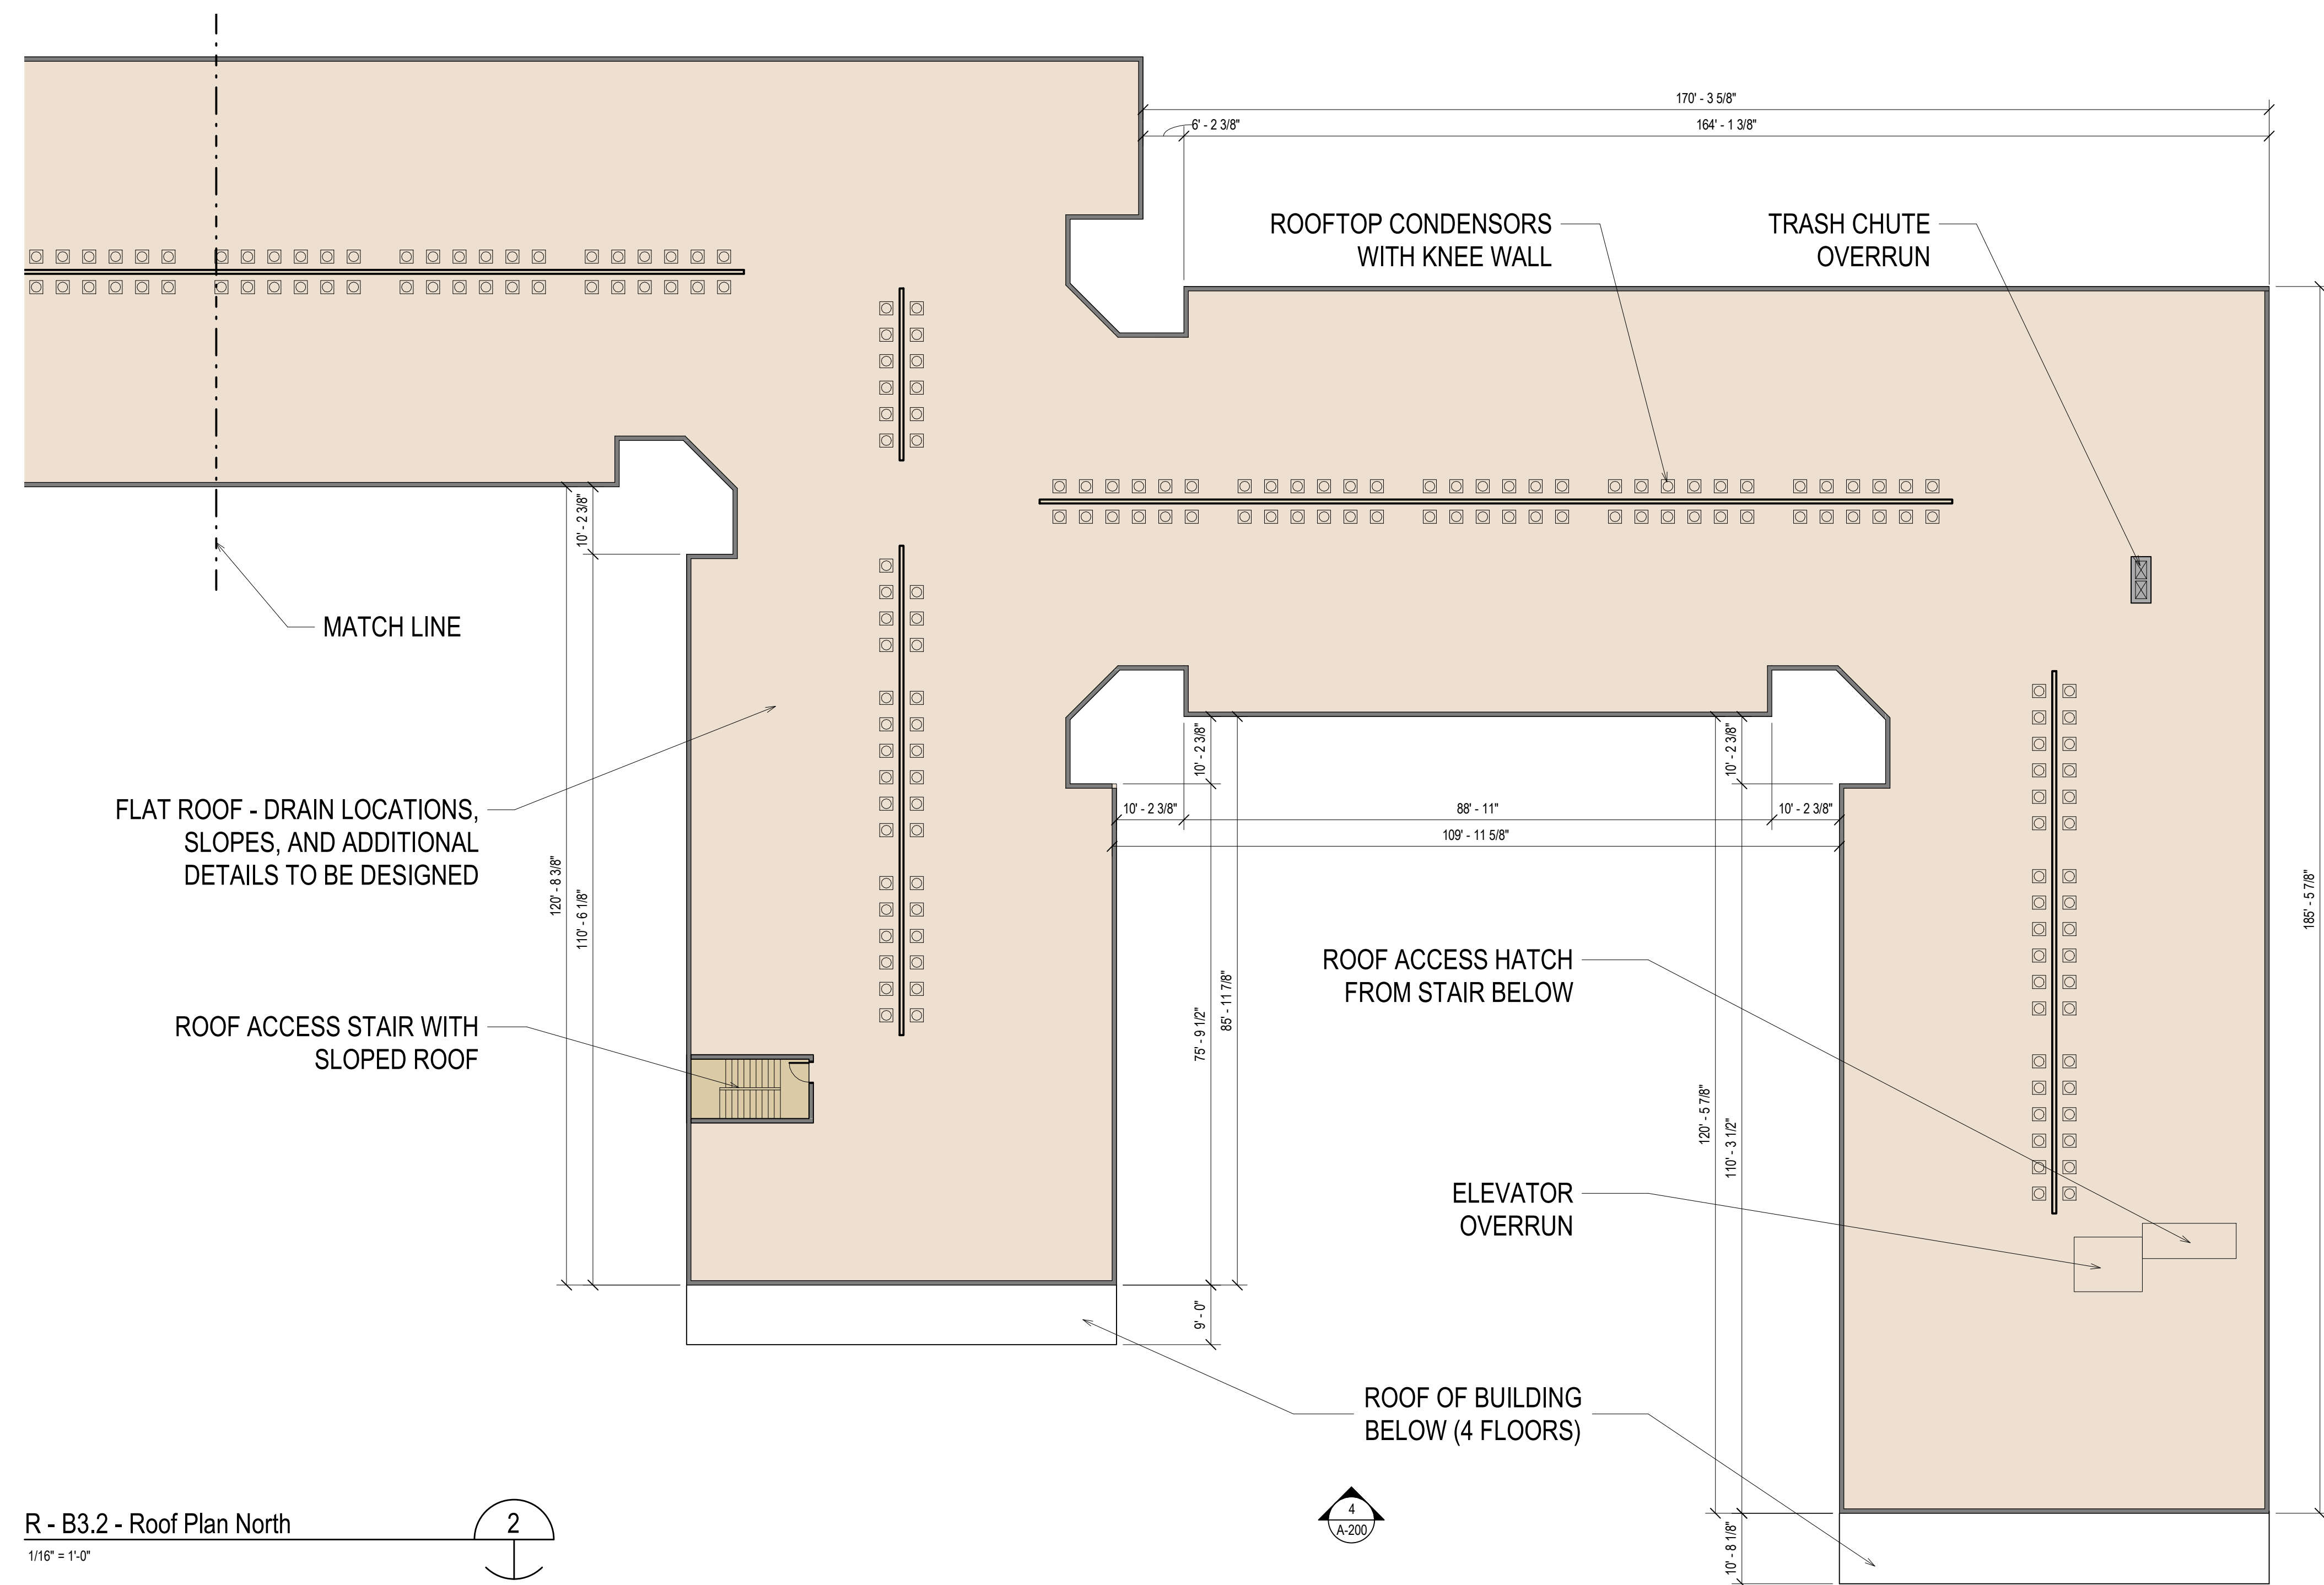 170' - 3 5/8"
6' - 2 3/8"
164' - 1 3/8"
ROOFTOP CONDENSORS
WITH KNEE WALL
TRASH CHUTE
OVERRUN
10' - 2 3/8"
MATCH LINE
10' - 2 3/8"
10' - 2 3/8"
FLAT ROOF - DRAIN LOCATIONS,
SLOPES, AND ADDITIONAL
DETAILS TO BE DESIGNED
10' - 2 3/8"
88' - 11"
10' - 2 3/8"
109' - 11 5/8"
120' - 8 3/8"
110' - 6 1/8"
185' - 5 7/8"
ROOF ACCESS HATCH
FROM STAIR BELOW
75' - 9 1/2"
85' - 11 7/8"
ROOF ACCESS STAIR WITH
SLOPED ROOF
120' - 5 7/8"
110' - 3 1/2"
ELEVATOR
OVERRUN
9' - 0"
ROOF OF BUILDING
BELOW (4 FLOORS)
R - B3.2 - Roof Plan North
2
1/16" = 1'-0"
4
A-200
10' - 8 1/8"